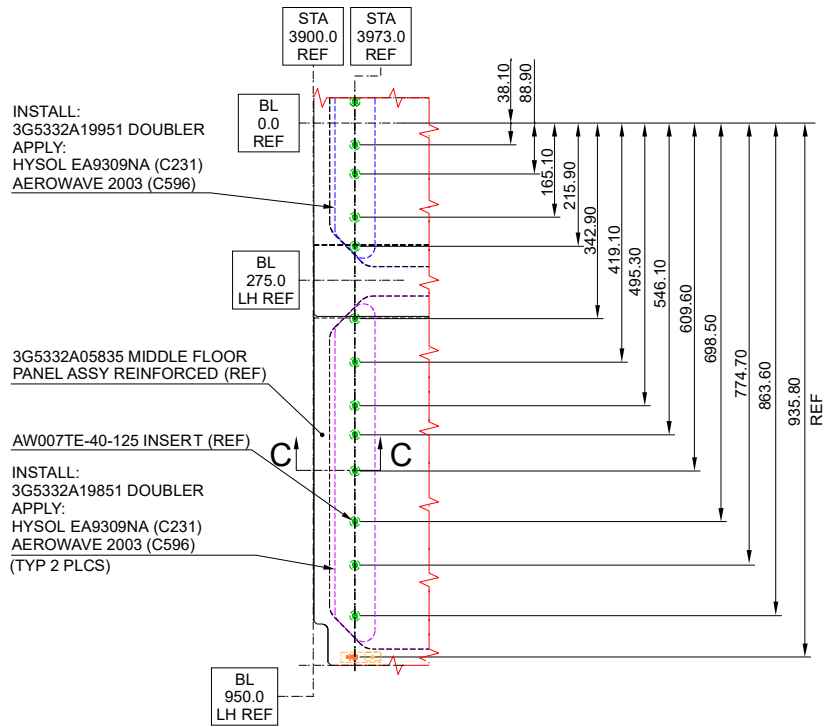 STA
3900.0
REF
STA
3973.0
REF
38.10
88.90
INSTALL:
3G5332A19951 DOUBLER
APPLY:
HYSOL EA9309NA (C231)
AEROWAVE 2003 (C596)
BL
0.0
REF
165.10
215.90
342.90
419.10
495.30
546.10
609.60
698.50
774.70
863.60
935.80
REF
BL
275.0
LH REF
3G5332A05835 MIDDLE FLOOR
PANEL ASSY REINFORCED (REF)
AW007TE-40-125 INSERT (REF)
C
C
INSTALL:
3G5332A19851 DOUBLER
APPLY:
HYSOL EA9309NA (C231)
AEROWAVE 2003 (C596)
(TYP 2 PLCS)
BL
950.0
LH REF